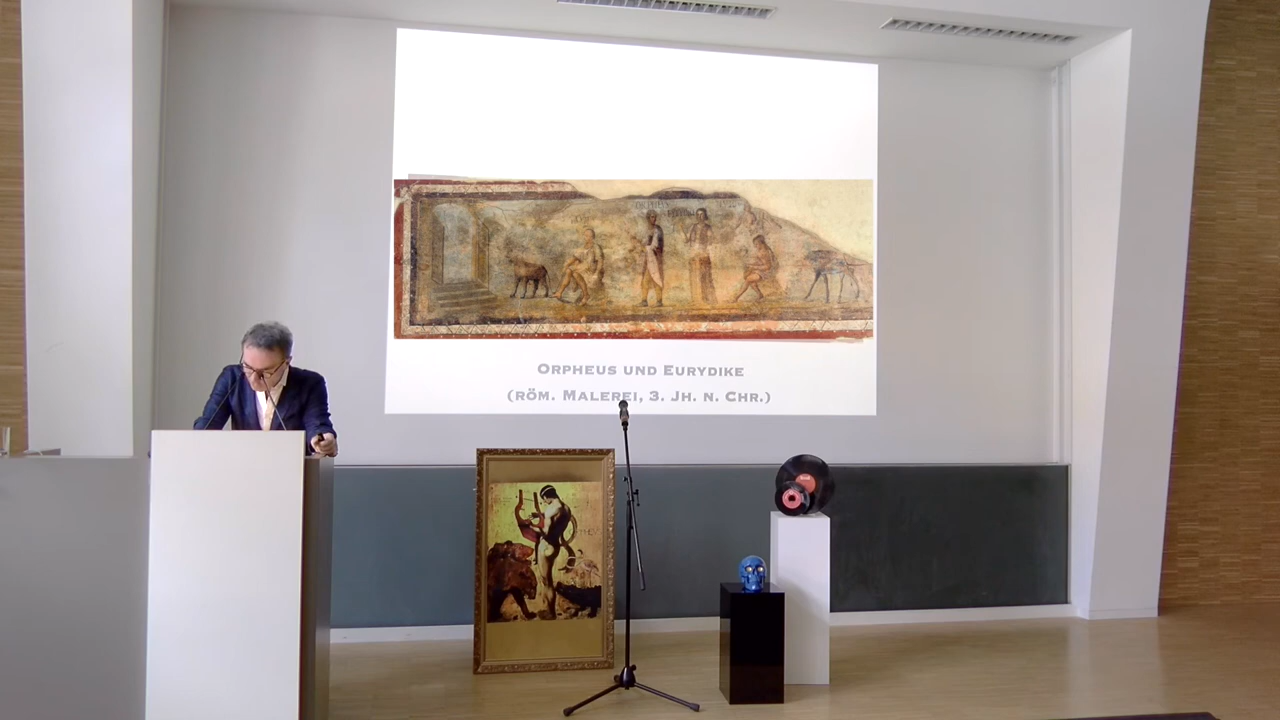 Orpheus und Eurydike
(röm. Malerei, 3. Jh. n. Chr.)